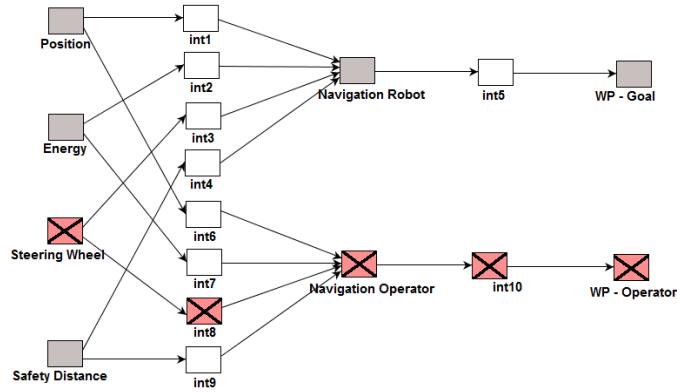 Position
int1
int2
Energy
int3
int4
Navigation Robot
int5
WP - Goal
Steering Wheel
int6
int7
int8
Navigation Operator
int10
WP - Operator
Safety Distance
int9